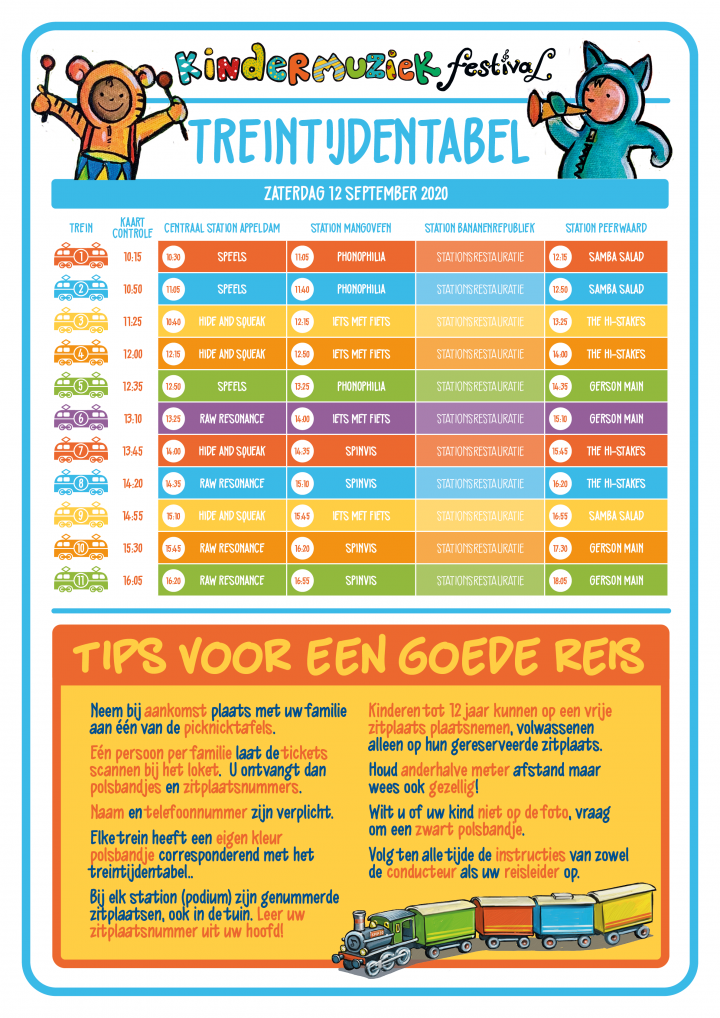 KINDERMUZIEK festival
TREINTIJDENTABEL
ZATERDAG 12 SEPTEMBER 2020
TREIN KAART CONTROLE CENTRAAL STATION APPELDAM STATION MANGOVEEN STATION BANANENREPUBLIEK STATION PEERWAARD
1 10:15 10:30 SPEELS 11:05 PHONOPHILIA STATIONSRESTAURATIE 12:15 SAMBA SALAD
2 10:50 11:05 SPEELS 11:40 PHONOPHILIA STATIONSRESTAURATIE 12:50 SAMBA SALAD
3 11:25 10:40 HIDE AND SQUEAK 12:15 IETS MET FIETS STATIONSRESTAURATIE 13:25 THE HI-STAKES
4 12:00 12:15 HIDE AND SQUEAK 12:50 IETS MET FIETS STATIONSRESTAURATIE 14:00 THE HI-STAKES
5 12:35 12:50 SPEELS 13:25 PHONOPHILIA STATIONSRESTAURATIE 14:35 GERSON MAIN
6 13:10 13:25 RAW RESONANCE 14:00 IETS MET FIETS STATIONSRESTAURATIE 15:10 GERSON MAIN
7 13:45 14:00 HIDE AND SQUEAK 14:35 SPINVIS STATIONSRESTAURATIE 15:45 THE HI-STAKES
8 14:20 14:35 RAW RESONANCE 15:10 SPINVIS STATIONSRESTAURATIE 16:20 THE HI-STAKES
9 14:55 15:10 HIDE AND SQUEAK 15:45 IETS MET FIETS STATIONSRESTAURATIE 16:55 SAMBA SALAD
10 15:30 15:45 RAW RESONANCE 16:20 SPINVIS STATIONSRESTAURATIE 17:30 GERSON MAIN
11 16:05 16:20 RAW RESONANCE 16:55 SPINVIS STATIONSRESTAURATIE 18:05 GERSON MAIN
TIPS VOOR EEN GOEDE REIS
Neem bij aankomst plaats met uw familie
aan één van de picknicktafels.
Eén persoon per familie laat de tickets
scannen bij het loket. U ontvangt dan
polsbandjes en zitplaatsnummers.
Naam en telefoonnummer zijn verplicht.
Elke trein heeft een eigen kleur
polsbandje corresponderend met het
treintijdentabel..
Bij elk station (podium) zijn genummerde
zitplaatsen, ook in de tuin. Leer uw
zitplaatsnummer uit uw hoofd!
Kinderen tot 12 jaar kunnen op een vrije
zitplaats plaatsnemen, volwassenen
alleen op hun gereserveerde zitplaats.
Houd anderhalve meter afstand maar
wees ook gezellig!
Wilt u of uw kind niet op de foto, vraag
om een zwart polsbandje.
Volg ten alle tijde de instructies van zowel
de conducteur als uw reisleider op.